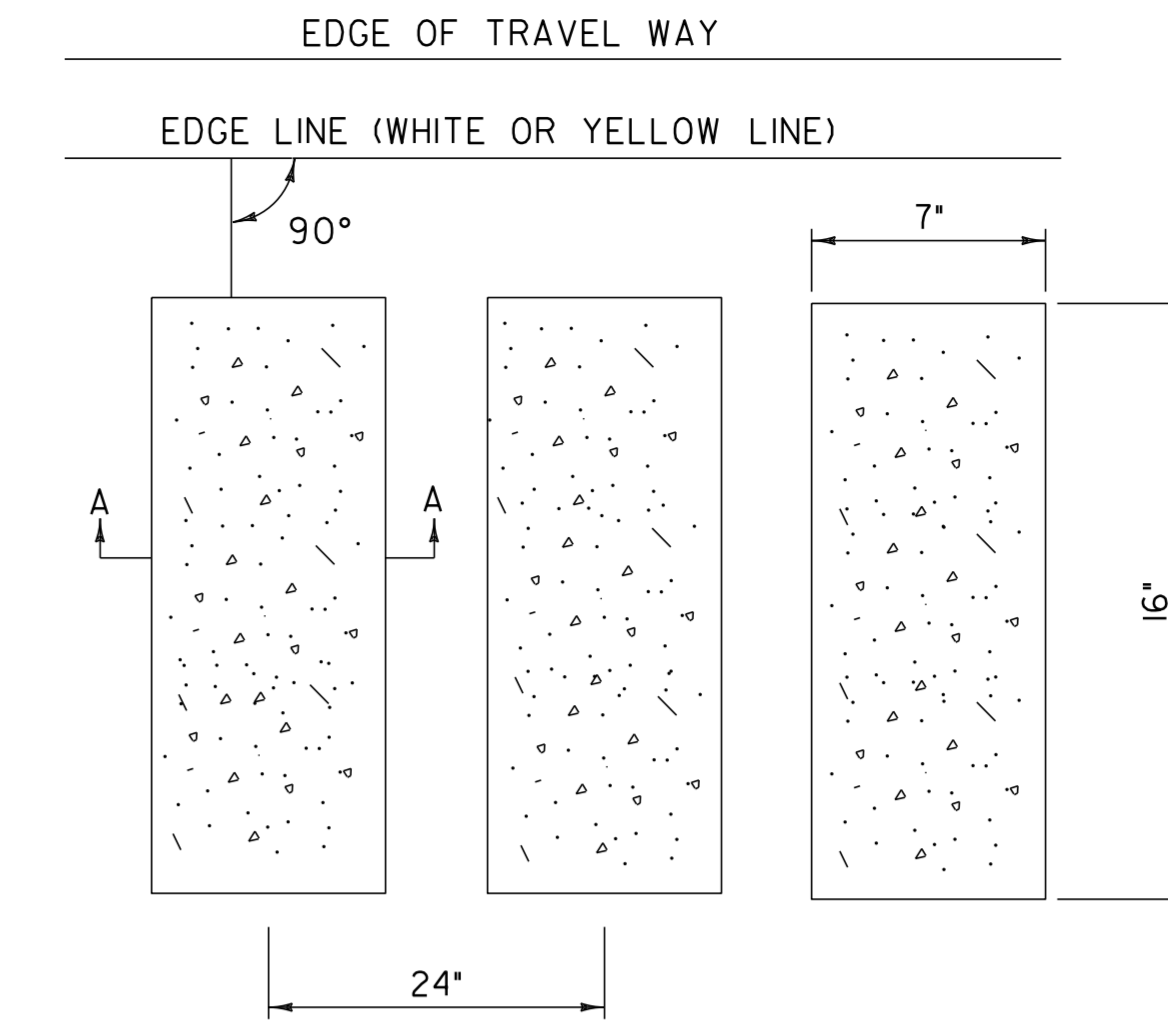 EDGE OF TRAVEL WAY
EDGE LINE (WHITE OR YELLOW LINE)
90°
7"
A
A
16"
24"